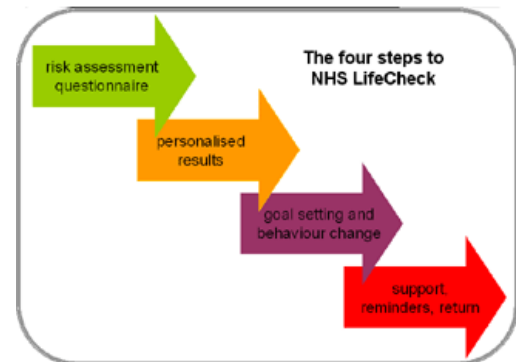 The four steps to
NHS LifeCheck
risk assessment
questionnaire
personalised
results
goal setting and
behaviour change
support,
reminders, return